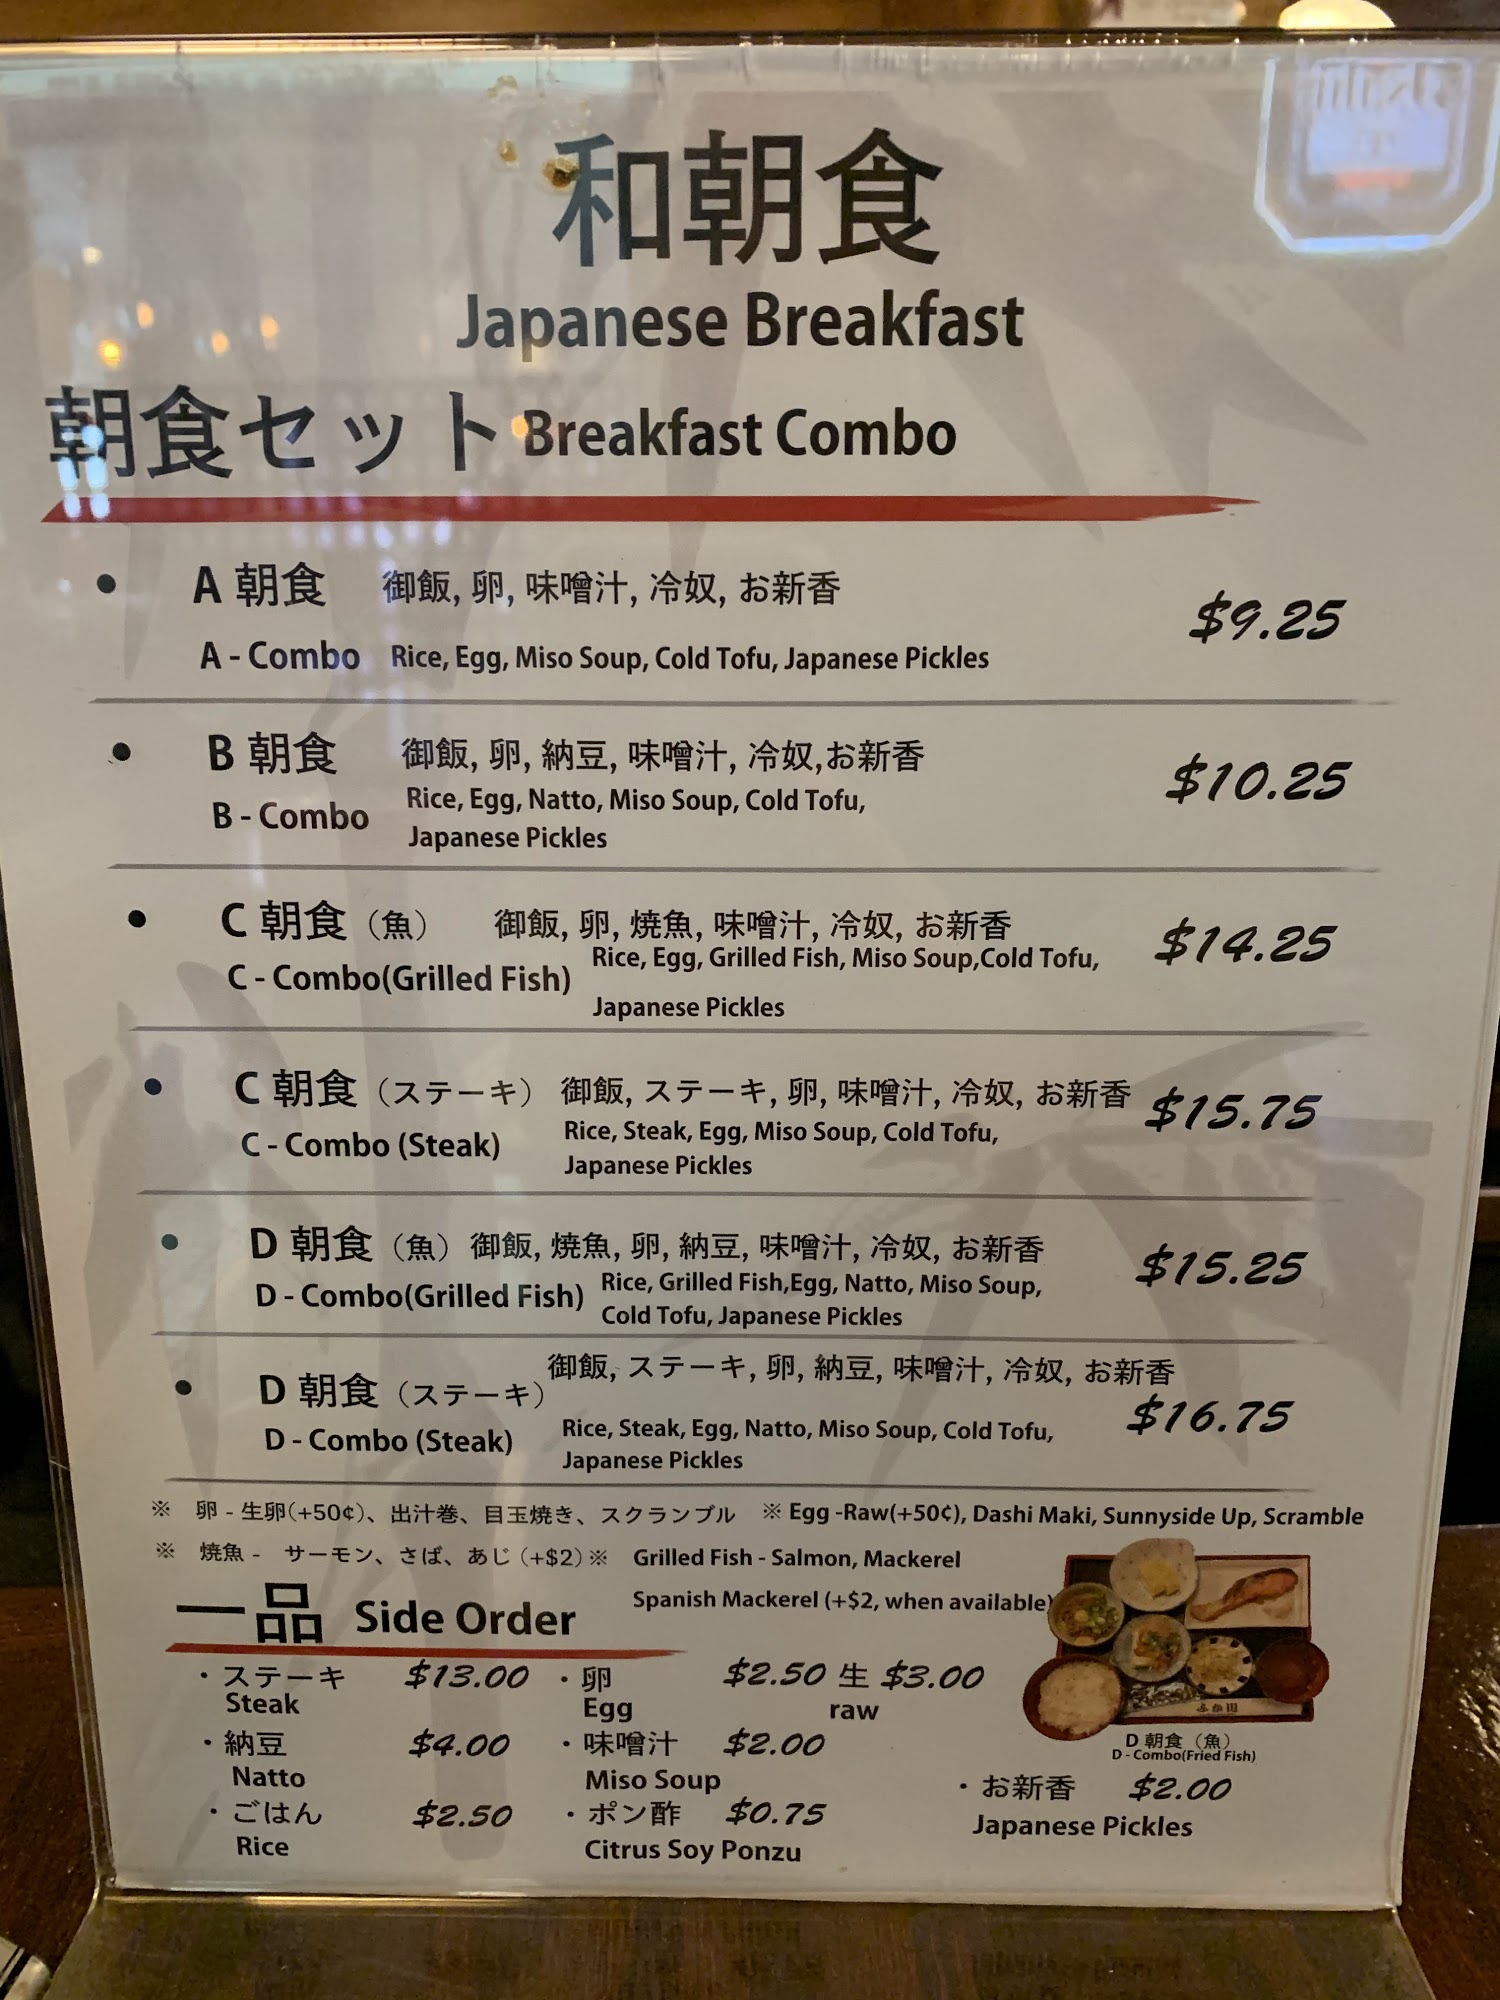 和朝食
Japanese Breakfast
朝食セット Breakfast Combo
• A 朝食 御飯, 卵, 味噌汁, 冷奴, お新香
A - Combo Rice, Egg, Miso Soup, Cold Tofu, Japanese Pickles
$9.25
• B 朝食 御飯, 卵, 納豆, 味噌汁, 冷奴,お新香
B - Combo Rice, Egg, Natto, Miso Soup, Cold Tofu,
Japanese Pickles
$10.25
• C 朝食（魚） 御飯, 卵, 焼魚, 味噌汁, 冷奴, お新香
C - Combo(Grilled Fish) Rice, Egg, Grilled Fish, Miso Soup,Cold Tofu,
Japanese Pickles
$14.25
• C 朝食（ステーキ） 御飯, ステーキ, 卵, 味噌汁, 冷奴, お新香
C - Combo (Steak) Rice, Steak, Egg, Miso Soup, Cold Tofu,
Japanese Pickles
$15.75
• D 朝食（魚）御飯, 焼魚, 卵, 納豆, 味噌汁, 冷奴, お新香
D - Combo(Grilled Fish) Rice, Grilled Fish,Egg, Natto, Miso Soup,
Cold Tofu, Japanese Pickles
$15.25
• D 朝食（ステーキ） 御飯, ステーキ, 卵, 納豆, 味噌汁, 冷奴, お新香
D - Combo (Steak) Rice, Steak, Egg, Natto, Miso Soup, Cold Tofu,
Japanese Pickles
$16.75
※ 卵 - 生卵(+50¢)、出汁巻、目玉焼き、スクランブル ※ Egg -Raw(+50¢), Dashi Maki, Sunnyside Up, Scramble
※ 焼魚 - サーモン、さば、あじ（+$2) ※ Grilled Fish - Salmon, Mackerel
Spanish Mackerel (+$2, when available)
一品 Side Order
・ステーキ $13.00 ・卵 $2.50 生 $3.00
Steak Egg raw
・納豆 $4.00 ・味噌汁 $2.00
Natto Miso Soup
・ごはん $2.50 ・ポン酢 $0.75
Rice Citrus Soy Ponzu
ふか川
D 朝食（魚）
D - Combo(Fried Fish)
・お新香 $2.00
Japanese Pickles